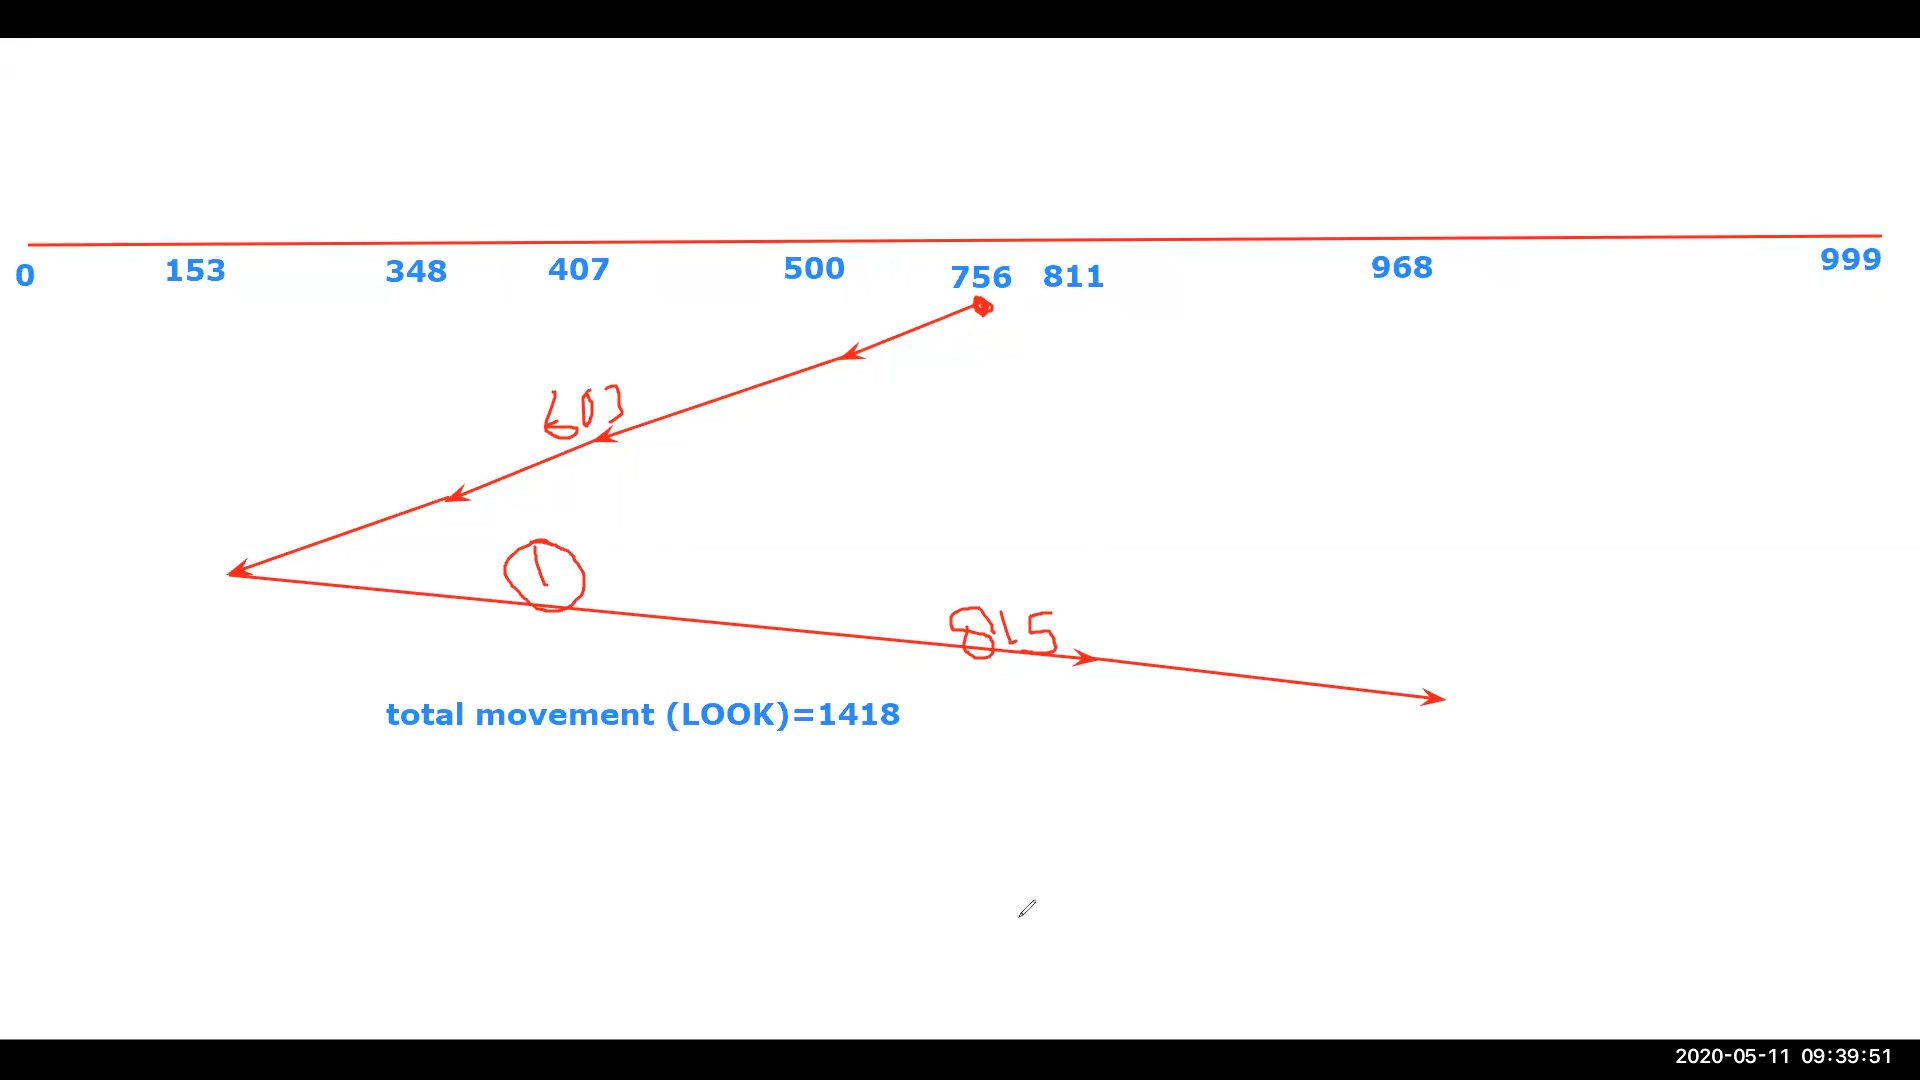 0 153 348 407 500 756 811 968 999
603
1
815
total movement (LOOK)=1418
2020-05-11 09:39:51